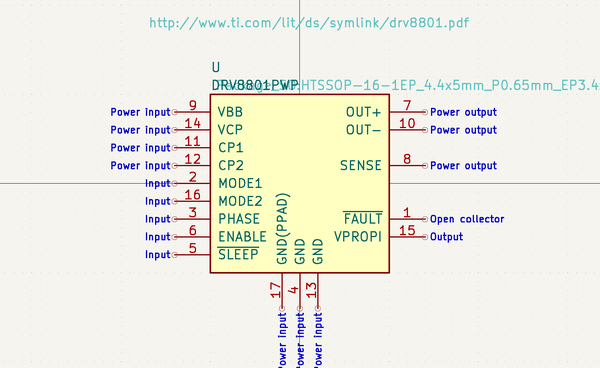 http://www.ti.com/lit/ds/symlink/drv8801.pdf
U
DRV8801PWP HTSSOP-16-1EP_4.4x5mm_P0.65mm_EP3.4
Power input 9 VBB OUT+ 7 Power output
Power input 14 VCP OUT- 10 Power output
Power input 11 CP1
Power input 12 CP2 SENSE 8 Power output
Input 2 MODE1
Input 16 MODE2
Input 3 PHASE FAULT 1 Open collector
Input 6 ENABLE VPROPI 15 Output
Input 5 SLEEP
GND(PPAD) 17 Power input
GND 4 Power input
GND 13 Power input